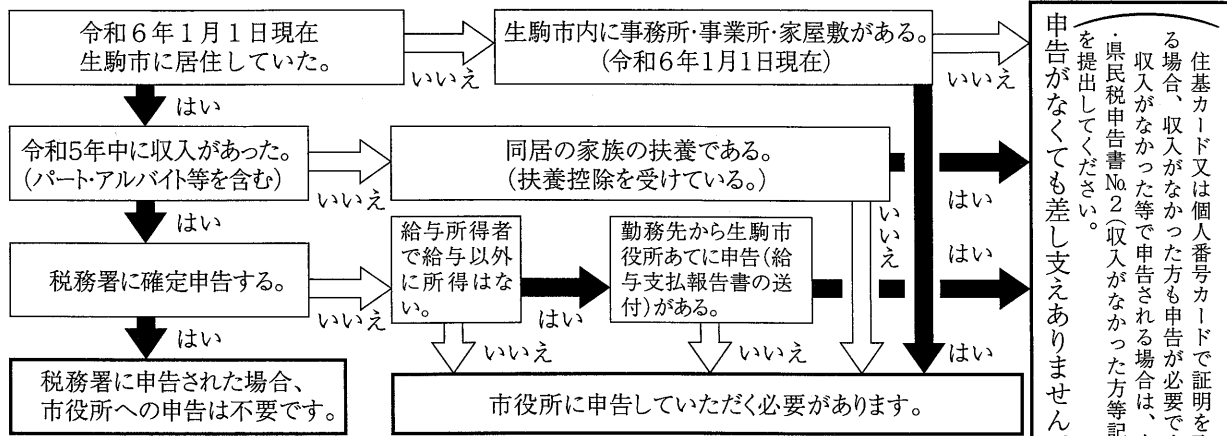 令和6年1月1日現在
生駒市に居住していた。
いいえ
生駒市内に事務所・事業所・家屋敷がある。
(令和6年1月1日現在)
いいえ
はい
令和5年中に収入があった。
(パート・アルバイト等を含む)
いいえ
同居の家族の扶養である。
(扶養控除を受けている。)
はい
いいえ
はい
税務署に確定申告する。
いいえ
給与所得者
で給与以外
に所得はな
い。
はい
勤務先から生駒市
役所あてに申告(給
与支払報告書の送
付)がある。
はい
はい
いいえ
いいえ
はい
税務署に申告された場合、
市役所への申告は不要です。
市役所に申告していただく必要があります。
申告がなくても差し支えありません
住基カード又は個人番号カードで証明を
る場合、収入がなかった方も申告が必要で
収入がなかった等で申告される場合は、
・県民税申告書№2(収入がなかった方等記
を提出してください。